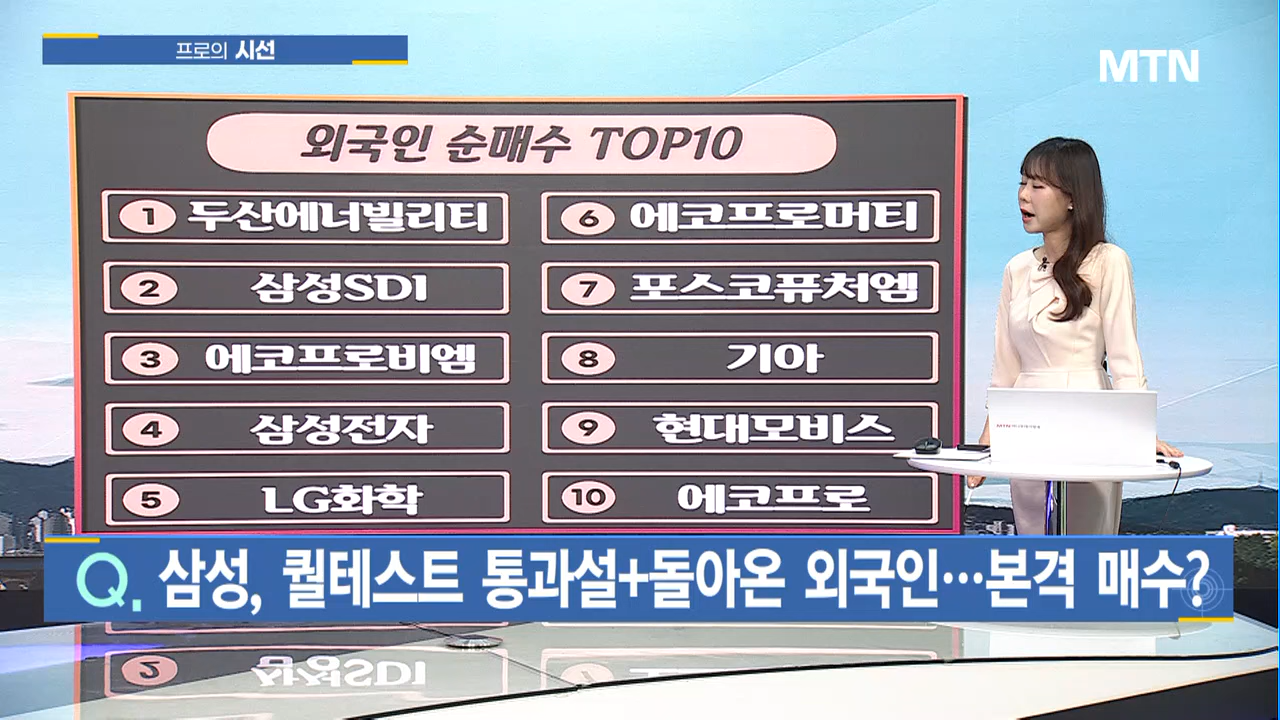 프로의 시선
MTN
외국인 순매수 TOP10
1 두산에너빌리티
2 삼성SDI
3 에코프로비엠
4 삼성전자
5 LG화학
6 에코프로머티
7 포스코퓨처엠
8 기아
9 현대모비스
10 에코프로
Q. 삼성, 퀄테스트 통과설+돌아온 외국인…본격 매수?